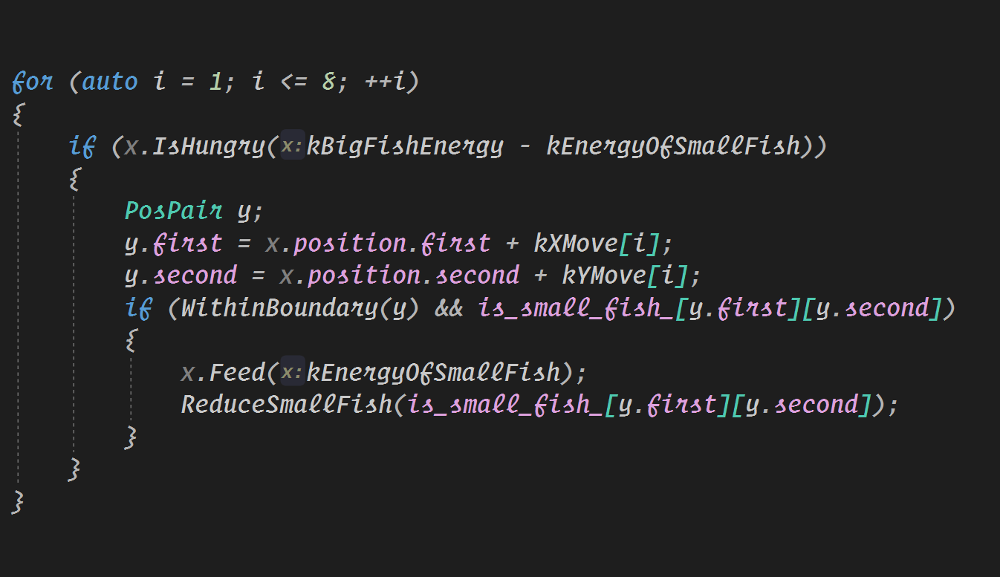 for (auto i = 1; i <= 8; ++i)
{
if (x.IsHungry(x:kBigFishEnergy - kEnergyOfSmallFish))
{
PosPair y;
y.first = x.position.first + kXMove[i];
y.second = x.position.second + kYMove[i];
if (WithinBoundary(y) && is_small_fish_[y.first][y.second])
{
x.Feed(x:kEnergyOfSmallFish);
ReduceSmallFish(is_small_fish_[y.first][y.second]);
}
}
}